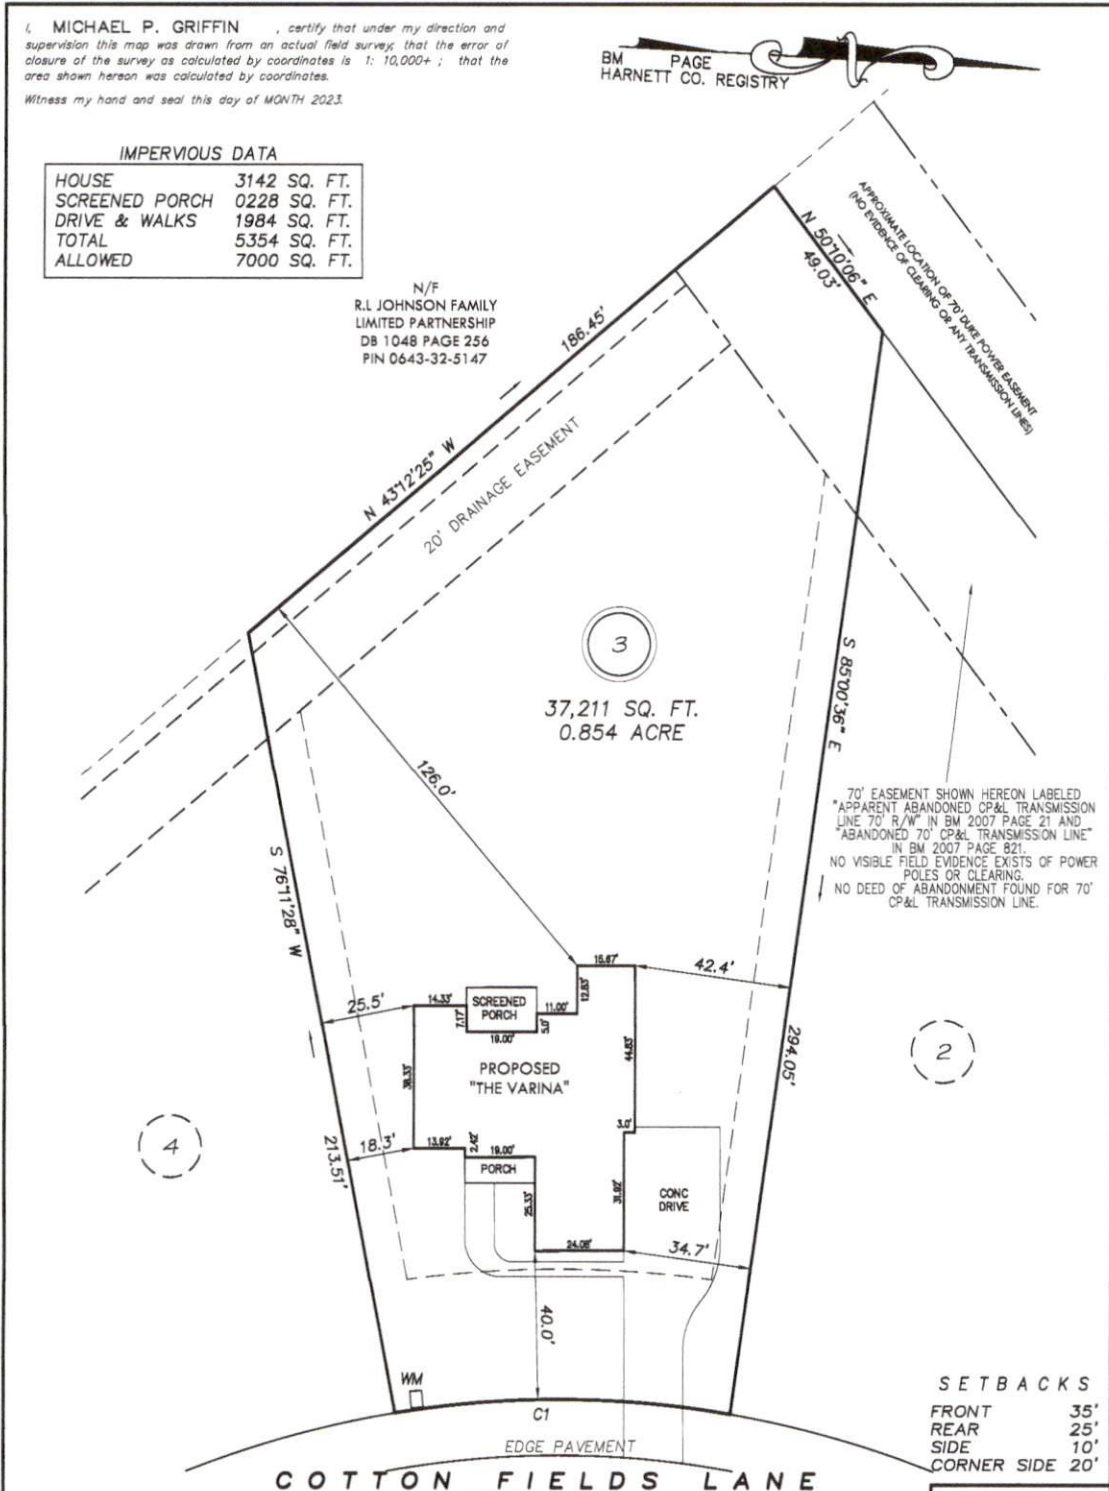 I, MICHAEL P. GRIFFIN , certify that under my direction and
supervision this map was drawn from an actual field survey; that the error of
closure of the survey as calculated by coordinates is 1: 10,000+ ; that the
area shown hereon was calculated by coordinates.
Witness my hand and seal this day of MONTH 2023.
BM PAGE
HARNETT CO. REGISTRY
IMPERVIOUS DATA
HOUSE 3142 SQ. FT.
SCREENED PORCH 0228 SQ. FT.
DRIVE & WALKS 1984 SQ. FT.
TOTAL 5354 SQ. FT.
ALLOWED 7000 SQ. FT.
N/F
R.L JOHNSON FAMILY
LIMITED PARTNERSHIP
DB 1048 PAGE 256
PIN 0643-32-5147
N 50°10'06" E
49.03'
APPROXIMATE LOCATION OF 70' DUKE POWER EASEMENT
(NO EVIDENCE OF CLEARING OR ANY TRANSMISSION LINES)
186.45'
N 43°12'25" W
20' DRAINAGE EASEMENT
3
37,211 SQ. FT.
0.854 ACRE
S 85°00'36" E
126.0'
70' EASEMENT SHOWN HEREON LABELED
"APPARENT ABANDONED CP&L TRANSMISSION
LINE 70' R/W" IN BM 2007 PAGE 21 AND
"ABANDONED 70' CP&L TRANSMISSION LINE"
IN BM 2007 PAGE 821.
NO VISIBLE FIELD EVIDENCE EXISTS OF POWER
POLES OR CLEARING.
NO DEED OF ABANDONMENT FOUND FOR 70'
CP&L TRANSMISSION LINE.
S 76°11'28" W
15.67'
42.4'
12.83'
25.5'
14.33'
SCREENED
PORCH
11.00'
7.17'
5.0'
19.00'
44.83'
294.05'
2
PROPOSED
"THE VARINA"
38.33'
3.0'
4
213.51'
18.3'
13.92'
2.42'
19.00'
PORCH
25.33'
31.92'
CONC
DRIVE
24.08'
34.7'
40.0'
WM
C1
EDGE PAVEMENT
COTTON FIELDS LANE
SETBACKS
FRONT 35'
REAR 25'
SIDE 10'
CORNER SIDE 20'